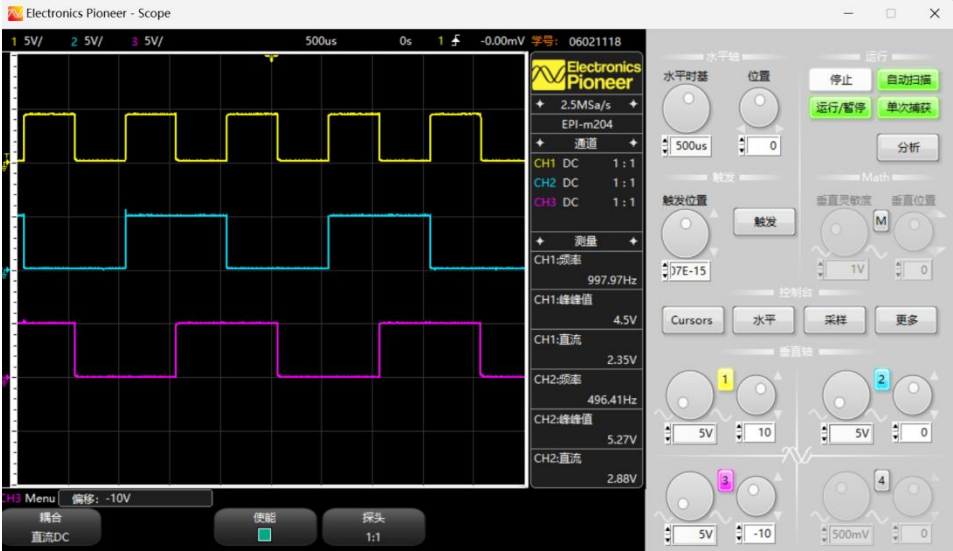 Electronics Pioneer - Scope
1 5V/ 2 5V/ 3 5V/ 500us 0s 1 -0.00mV 学号: 06021118
Electronics
Pioneer
2.5MSa/s
EPI-m204
通道
CH1 DC 1 : 1
CH2 DC 1 : 1
CH3 DC 1 : 1
测量
CH1:频率
997.97Hz
CH1:峰峰值
4.5V
CH1:直流
2.35V
CH2:频率
496.41Hz
CH2:峰峰值
5.27V
CH2:直流
2.88V
CH3 Menu 偏移: -10V
耦合
直流DC
使能
探头
1:1
水平轴
水平时基 位置
500us 0
运行
停止 自动扫描
运行/暂停 单次捕获
分析
触发
触发位置
触发
07E-15
Math
垂直灵敏度 垂直位置
M
1V 0
控制台
Cursors 水平 采样 更多
垂直轴
1
5V 10
2
5V 0
3
5V -10
4
500mV 0